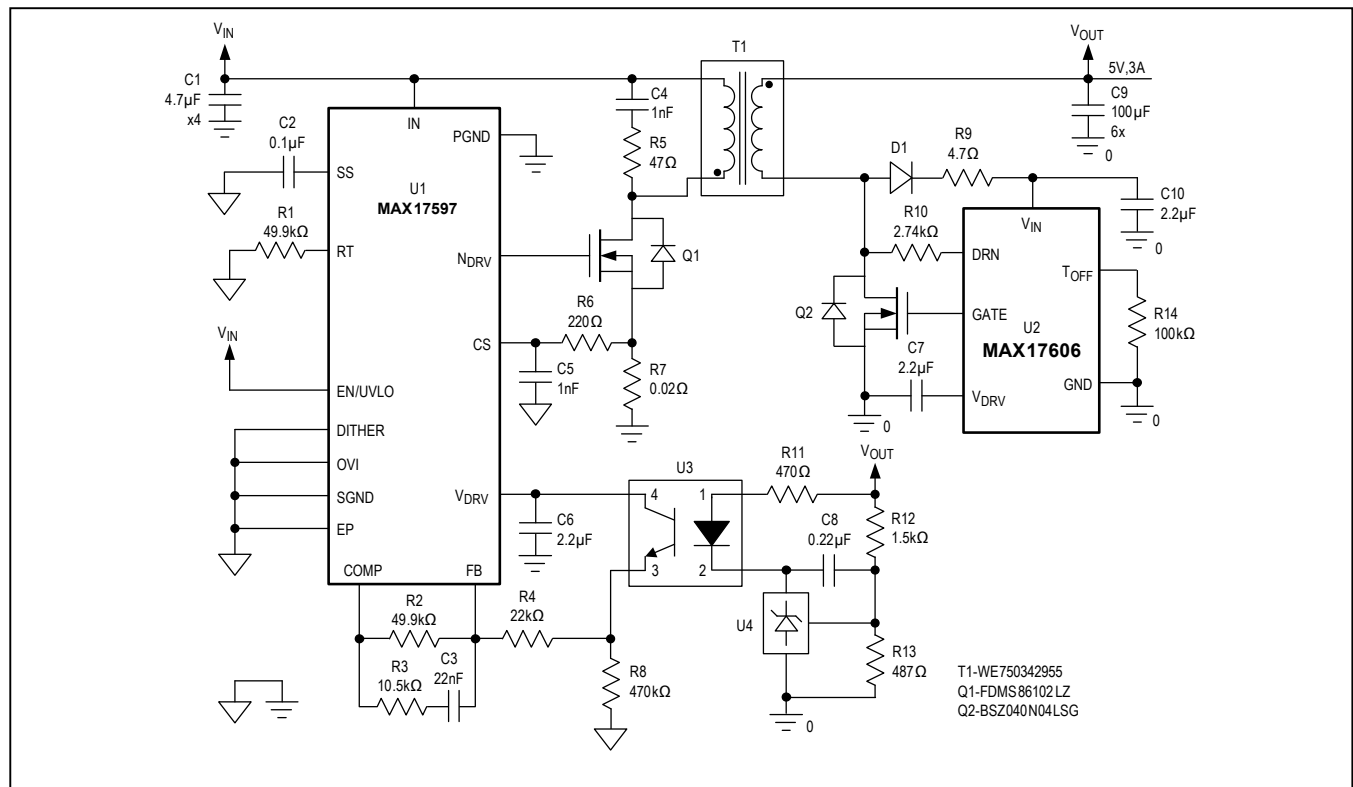 VIN
C1
4.7µF
x4
C2
0.1µF
R1
49.9kΩ
VIN
IN
PGND
SS
U1
MAX17597
RT
NDRV
CS
EN/UVLO
DITHER
OVI
SGND
EP
VDRV
COMP
FB
C4
1nF
R5
47Ω
Q1
R6
220Ω
C5
1nF
R7
0.02Ω
T1
VOUT
5V,3A
C9
100µF
6x
0
D1
R9
4.7Ω
C10
2.2µF
0
R10
2.74kΩ
VIN
DRN
TOFF
Q2
GATE
U2
MAX17606
R14
100kΩ
C7
2.2µF
VDRV
GND
0
0
C6
2.2µF
U3
4
1
3
2
R11
470Ω
VOUT
C8
0.22µF
R12
1.5kΩ
U4
R13
487Ω
0
R2
49.9kΩ
R3
10.5kΩ
C3
22nF
R4
22kΩ
R8
470kΩ
T1-WE750342955
Q1-FDMS86102LZ
Q2-BSZ040N04LSG